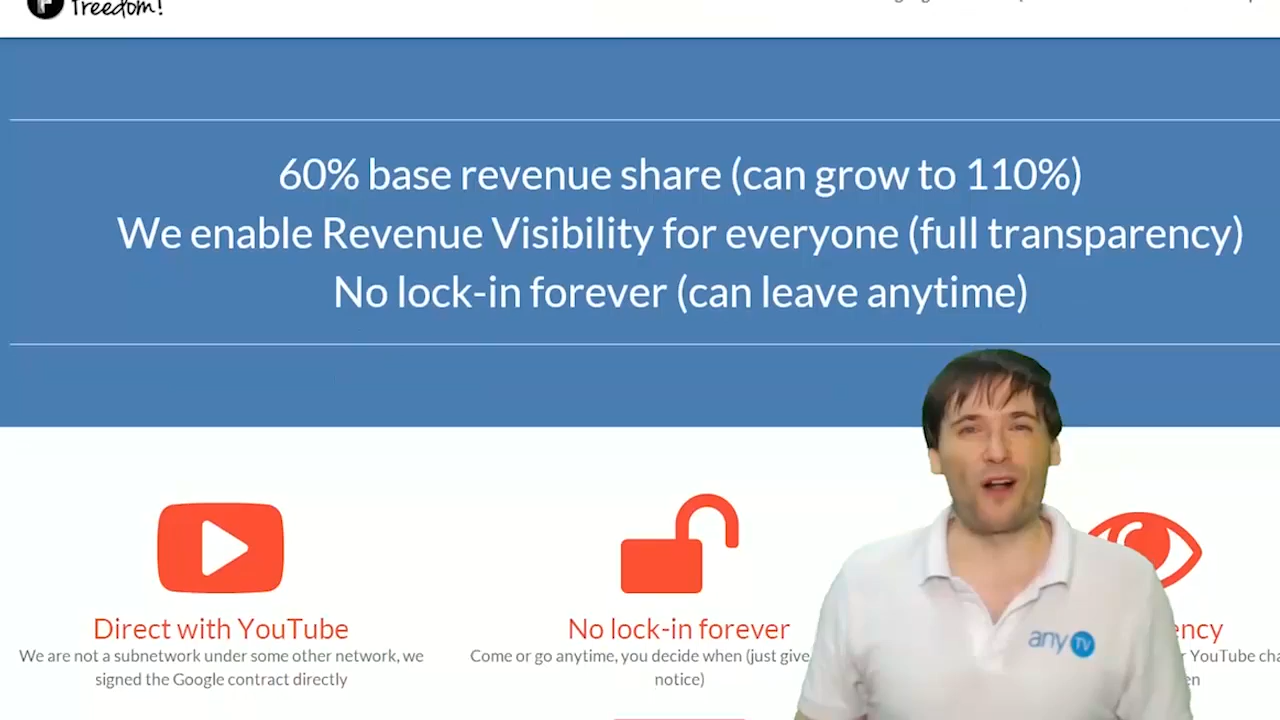 Freedom!
60% base revenue share (can grow to 110%)
We enable Revenue Visibility for everyone (full transparency)
No lock-in forever (can leave anytime)
Direct with YouTube
We are not a subnetwork under some other network, we
signed the Google contract directly
No lock-in forever
Come or go anytime, you decide when (just give
notice)
any TV
YouTube